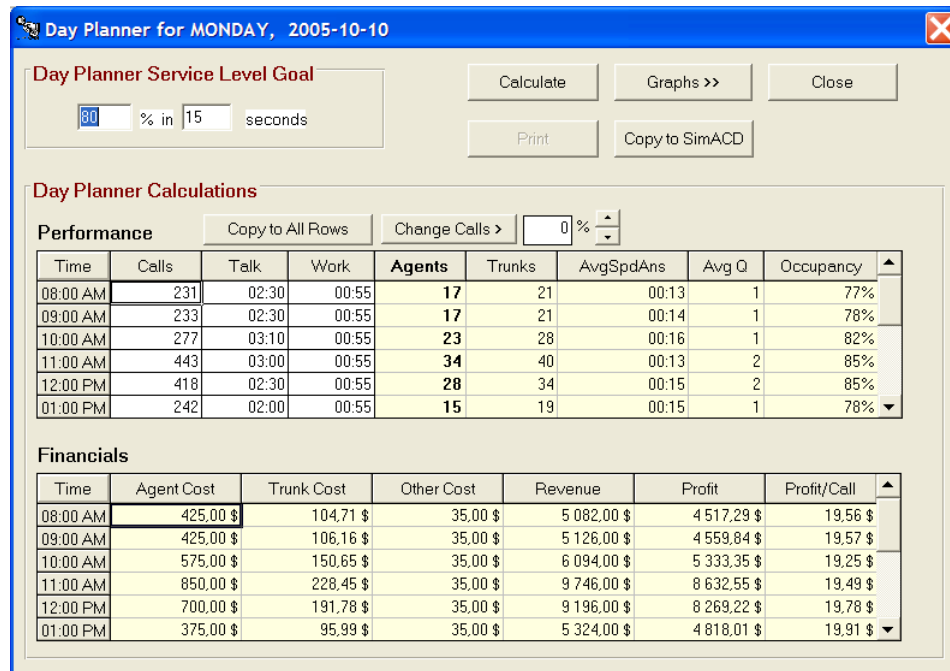 Day Planner for MONDAY, 2005-10-10
Day Planner Service Level Goal
80 % in 15 seconds
Calculate Graphs >> Close
Print Copy to SimACD
Day Planner Calculations
Performance Copy to All Rows Change Calls > 0 %
Time Calls Talk Work Agents Trunks AvgSpdAns Avg Q Occupancy
08:00 AM 231 02:30 00:55 17 21 00:13 1 77%
09:00 AM 233 02:30 00:55 17 21 00:14 1 78%
10:00 AM 277 03:10 00:55 23 28 00:16 1 82%
11:00 AM 443 03:00 00:55 34 40 00:13 2 85%
12:00 PM 418 02:30 00:55 28 34 00:15 2 85%
01:00 PM 242 02:00 00:55 15 19 00:15 1 78%
Financials
Time Agent Cost Trunk Cost Other Cost Revenue Profit Profit/Call
08:00 AM 425,00 $ 104,71 $ 35,00 $ 5 082,00 $ 4 517,29 $ 19,56 $
09:00 AM 425,00 $ 106,16 $ 35,00 $ 5 126,00 $ 4 559,84 $ 19,57 $
10:00 AM 575,00 $ 150,65 $ 35,00 $ 6 094,00 $ 5 333,35 $ 19,25 $
11:00 AM 850,00 $ 228,45 $ 35,00 $ 9 746,00 $ 8 632,55 $ 19,49 $
12:00 PM 700,00 $ 191,78 $ 35,00 $ 9 196,00 $ 8 269,22 $ 19,78 $
01:00 PM 375,00 $ 95,99 $ 35,00 $ 5 324,00 $ 4 818,01 $ 19,91 $